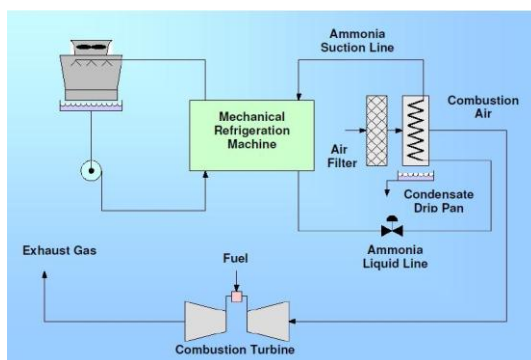 Ammonia
Suction Line
Mechanical
Refrigeration
Machine
Combustion
Air
Air
Filter
Condensate
Drip Pan
Ammonia
Liquid Line
Exhaust Gas
Fuel
Combustion Turbine